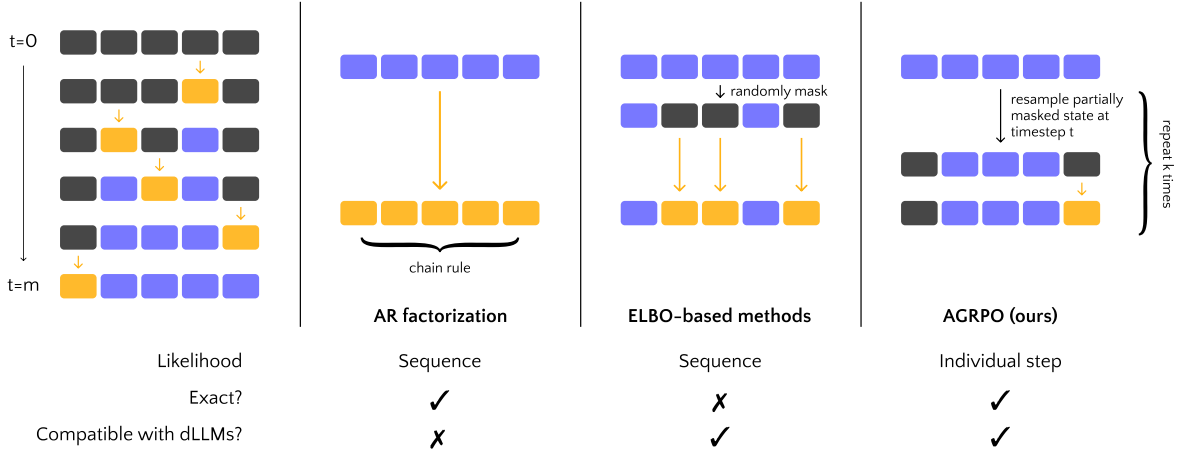 t=0
t=m
chain rule
AR factorization
randomly mask
ELBO-based methods
resample partially
masked state at
timestep t
repeat k times
AGRPO (ours)
Likelihood
Sequence
Sequence
Individual step
Exact?
✓
✗
✓
Compatible with dLLMs?
✗
✓
✓